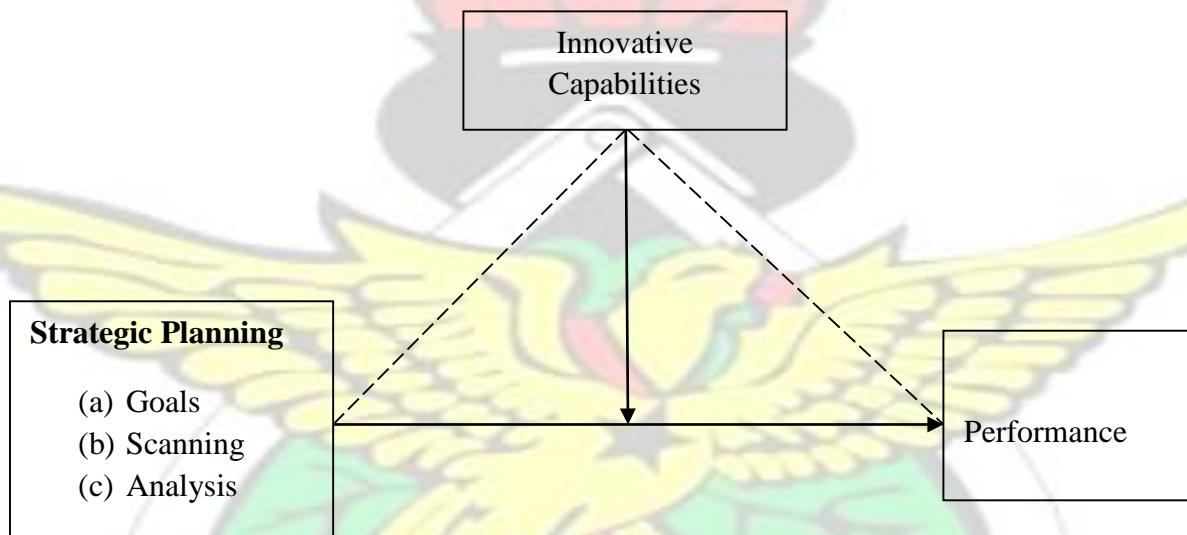 Innovative
Capabilities
Strategic Planning
(a) Goals
(b) Scanning
(c) Analysis
Performance